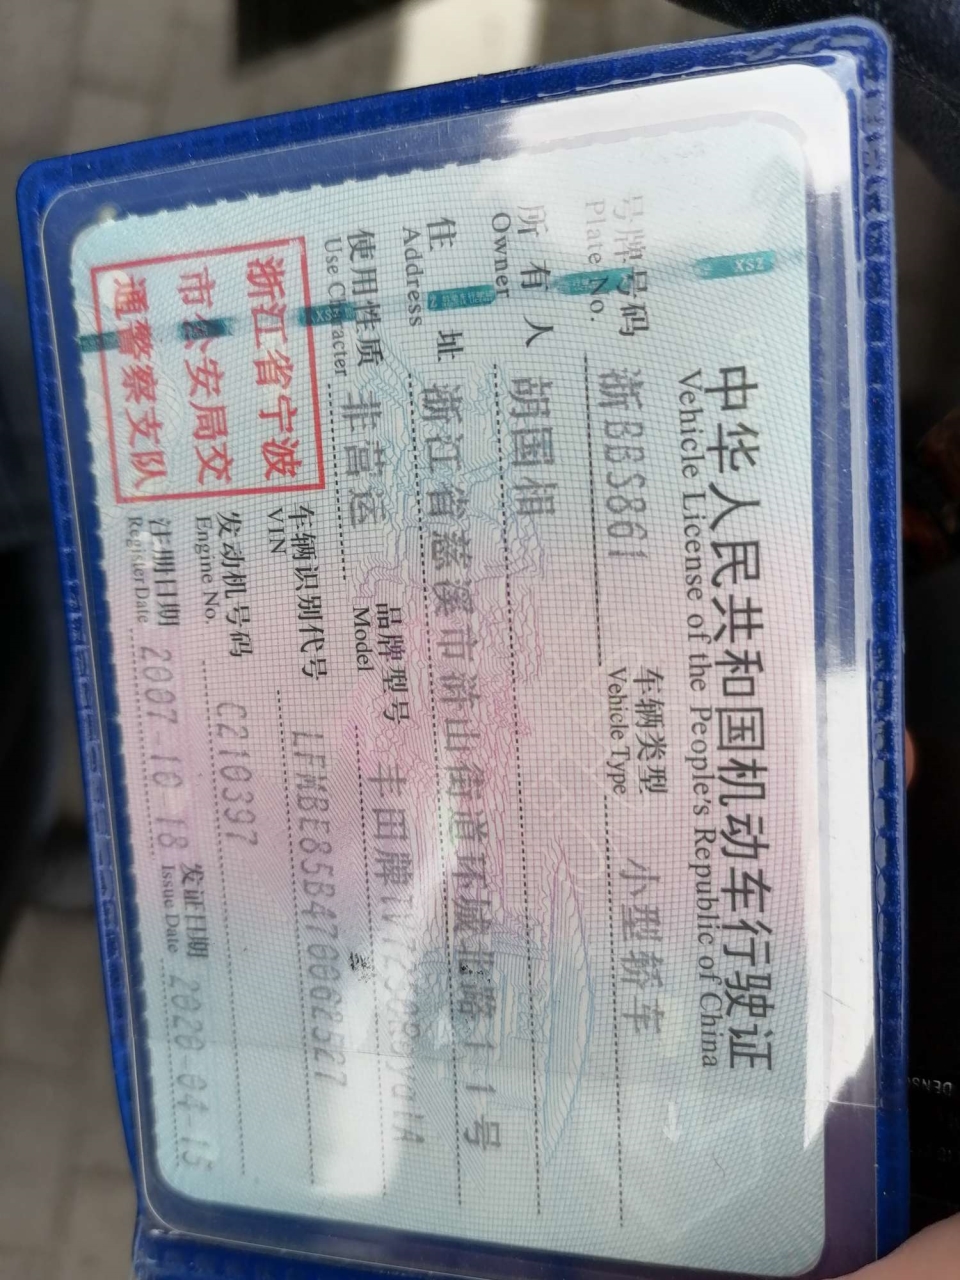 中华人民共和国机动车行驶证
Vehicle License of the People's Republic of China
号牌号码 浙BBS861 车辆类型 小型轿车
Plate No. Vehicle Type
所有人 胡国相
Owner
住址 浙江省慈溪市浒山街道环城北路11号
Address
使用性质 非营运 品牌型号 丰田牌
Use Character Model
浙江省宁波
市公安局交
通警察支队
车辆识别代号 LFMBE85B470062527
VIN
发动机号码 C210397
Engine No.
注册日期 2007-10-18 发证日期 2020-04-15
Register Date Issue Date
XSZ